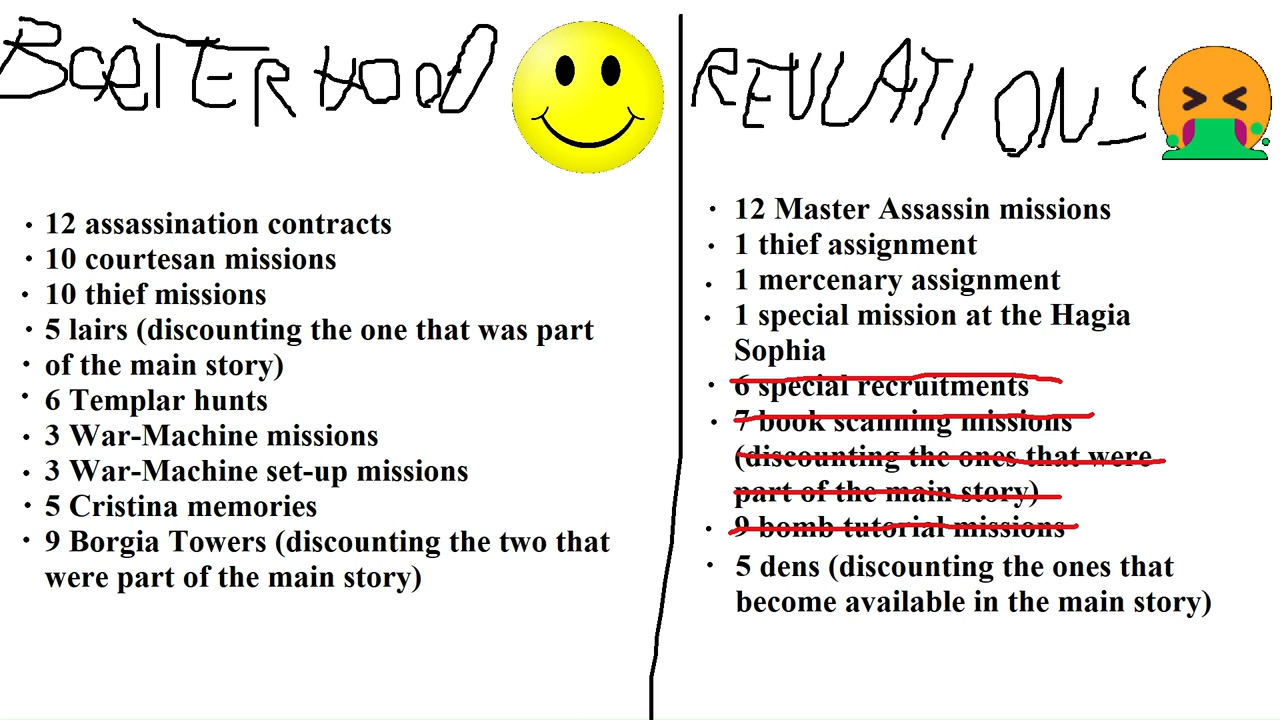 REVLATIONS
• 12 assassination contracts
• 10 courtesan missions
• 10 thief missions
• 5 lairs (discounting the one that was part
• of the main story)
• 6 Templar hunts
• 3 War-Machine missions
• 3 War-Machine set-up missions
• 5 Cristina memories
• 9 Borgia Towers (discounting the two that
were part of the main story)
• 12 Master Assassin missions
• 1 thief assignment
• 1 mercenary assignment
• 1 special mission at the Hagia
Sophia
• 6 special recruitments
• 7 book scanning missions
(discounting the ones that were
part of the main story)
• 9 bomb tutorial missions
• 5 dens (discounting the ones that
become available in the main story)